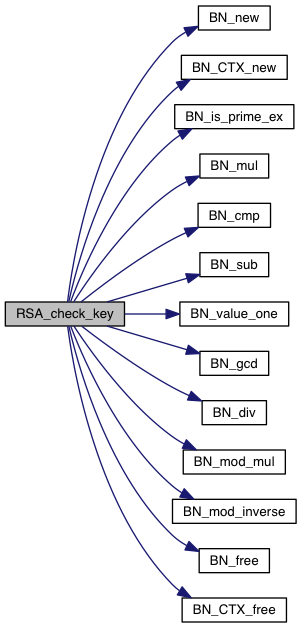 BN_new
BN_CTX_new
BN_is_prime_ex
BN_mul
BN_cmp
BN_sub
RSA_check_key
BN_value_one
BN_gcd
BN_div
BN_mod_mul
BN_mod_inverse
BN_free
BN_CTX_free